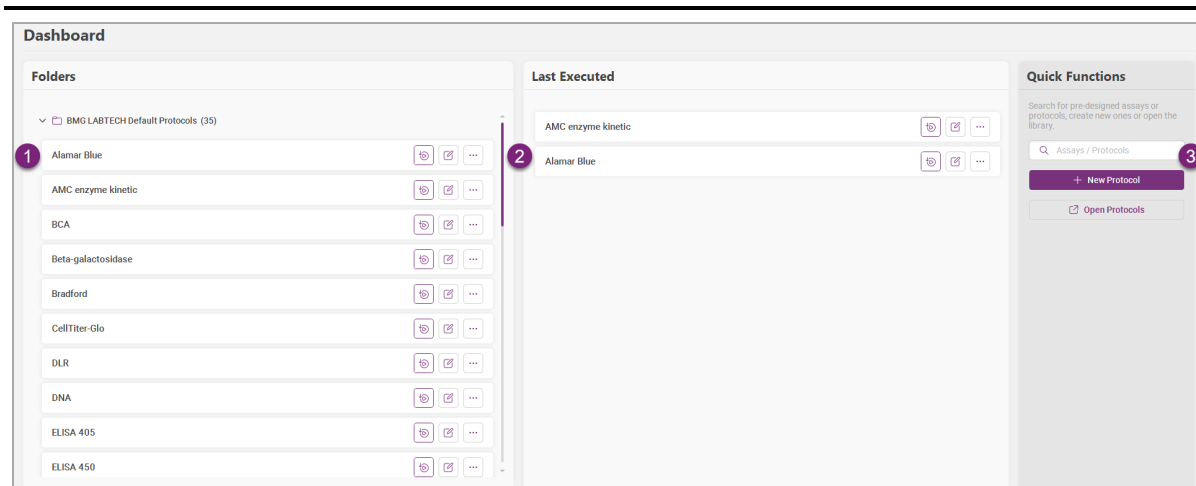 Dashboard
Folders
BMG LABTECH Default Protocols (35)
1
Alamar Blue
AMC enzyme kinetic
BCA
Beta-galactosidase
Bradford
CellTiter-Glo
DLR
DNA
ELISA 405
ELISA 450
Last Executed
AMC enzyme kinetic
2
Alamar Blue
Quick Functions
Search for pre-designed assays or
protocols, create new ones or open the
library.
Assays / Protocols
3
+ New Protocol
Open Protocols